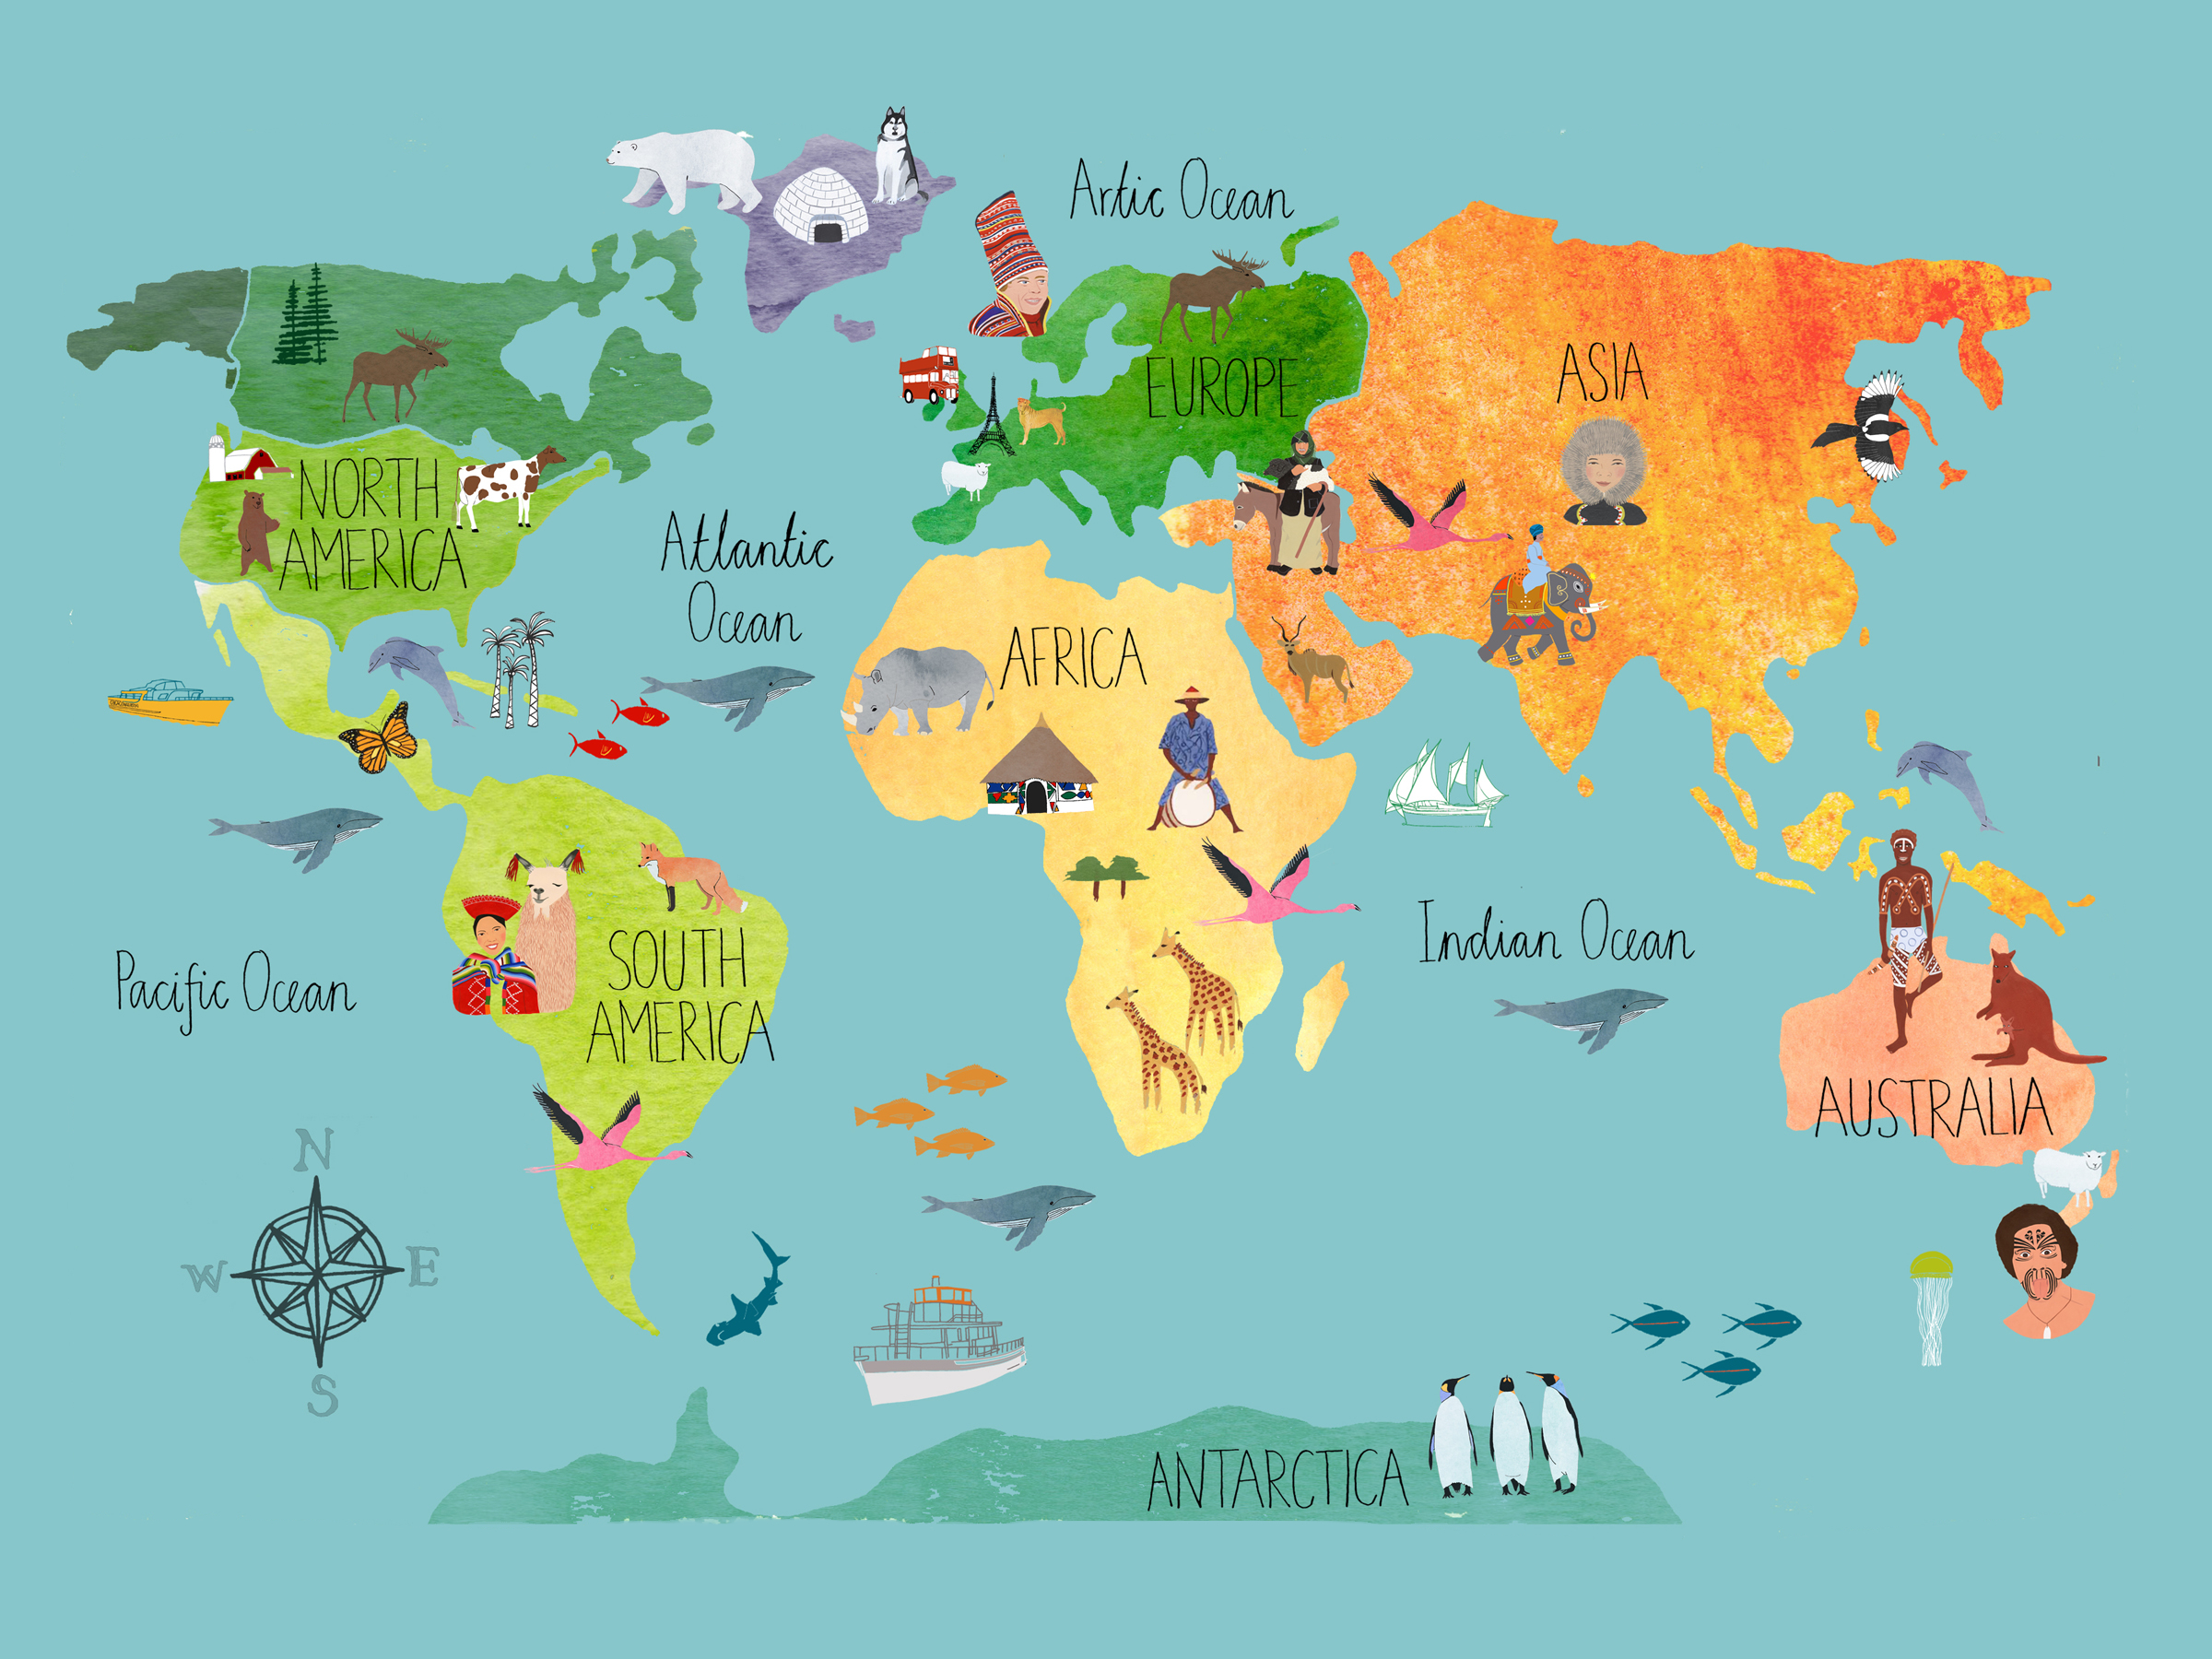 Artic Ocean
EUROPE
ASIA
NORTH
AMERICA
Atlantic
Ocean
AFRICA
Pacific Ocean
SOUTH
AMERICA
Indian Ocean
AUSTRALIA
N
W
E
S
ANTARCTICA